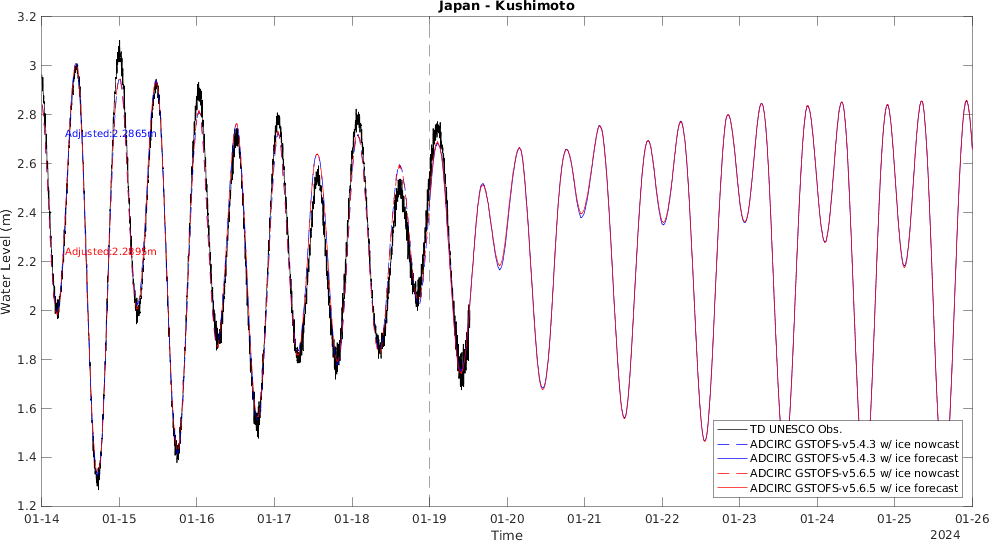 Japan - Kushimoto
Water Level (m)
3.2
3
2.8
2.6
2.4
2.2
2
1.8
1.6
1.4
1.2
Adjusted:2.2865m
Adjusted:2.2895m
TD UNESCO Obs.
ADCIRC GSTOFS-v5.4.3 w/ ice nowcast
ADCIRC GSTOFS-v5.4.3 w/ ice forecast
ADCIRC GSTOFS-v5.6.5 w/ ice nowcast
ADCIRC GSTOFS-v5.6.5 w/ ice forecast
01-14 01-15 01-16 01-17 01-18 01-19 01-20 01-21 01-22 01-23 01-24 01-25 01-26
Time
2024